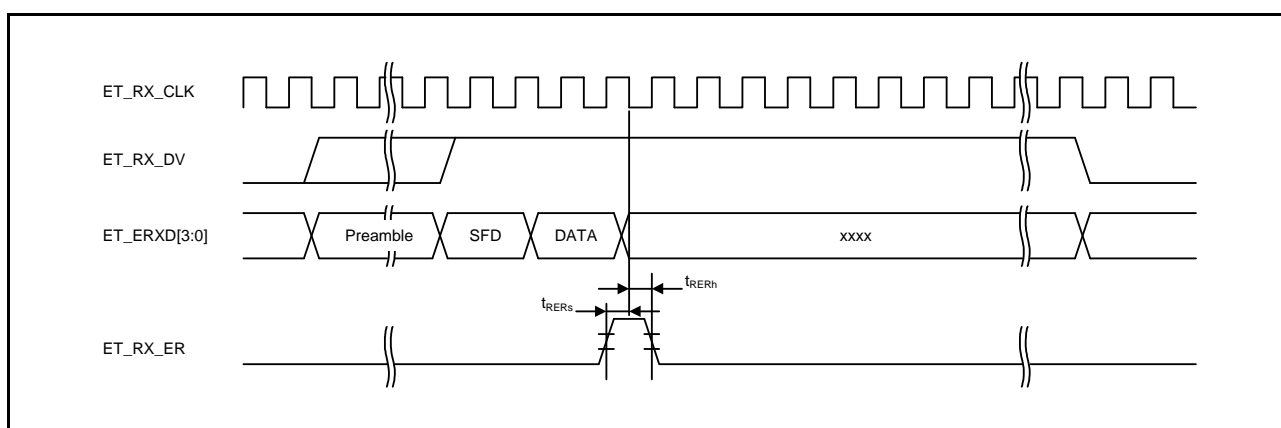 ET_RX_CLK
ET_RX_DV
ET_ERXD[3:0]
Preamble
SFD
DATA
xxxx
tRERh
tRERs
ET_RX_ER